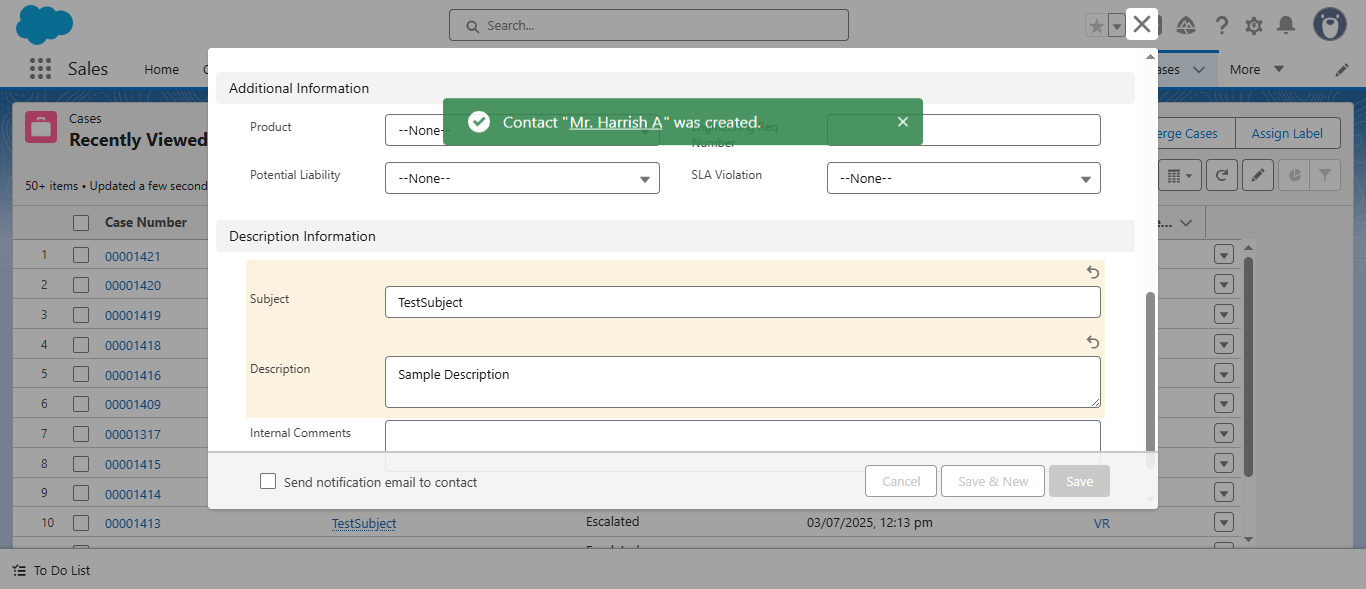 Search...
Sales
Home
ases
More
Cases
Recently Viewed
erge Cases
Assign Label
50+ items • Updated a few second
Additional Information
Contact "Mr. Harrish A" was created.
Product
--None--
Engineering Req Number
Potential Liability
--None--
SLA Violation
--None--
Description Information
Subject
TestSubject
Description
Sample Description
Internal Comments
Send notification email to contact
Cancel
Save & New
Save
Case Number
e...
1 00001421
2 00001420
3 00001419
4 00001418
5 00001416
6 00001409
7 00001317
8 00001415
9 00001414
10 00001413 TestSubject Escalated 03/07/2025, 12:13 pm VR
To Do List